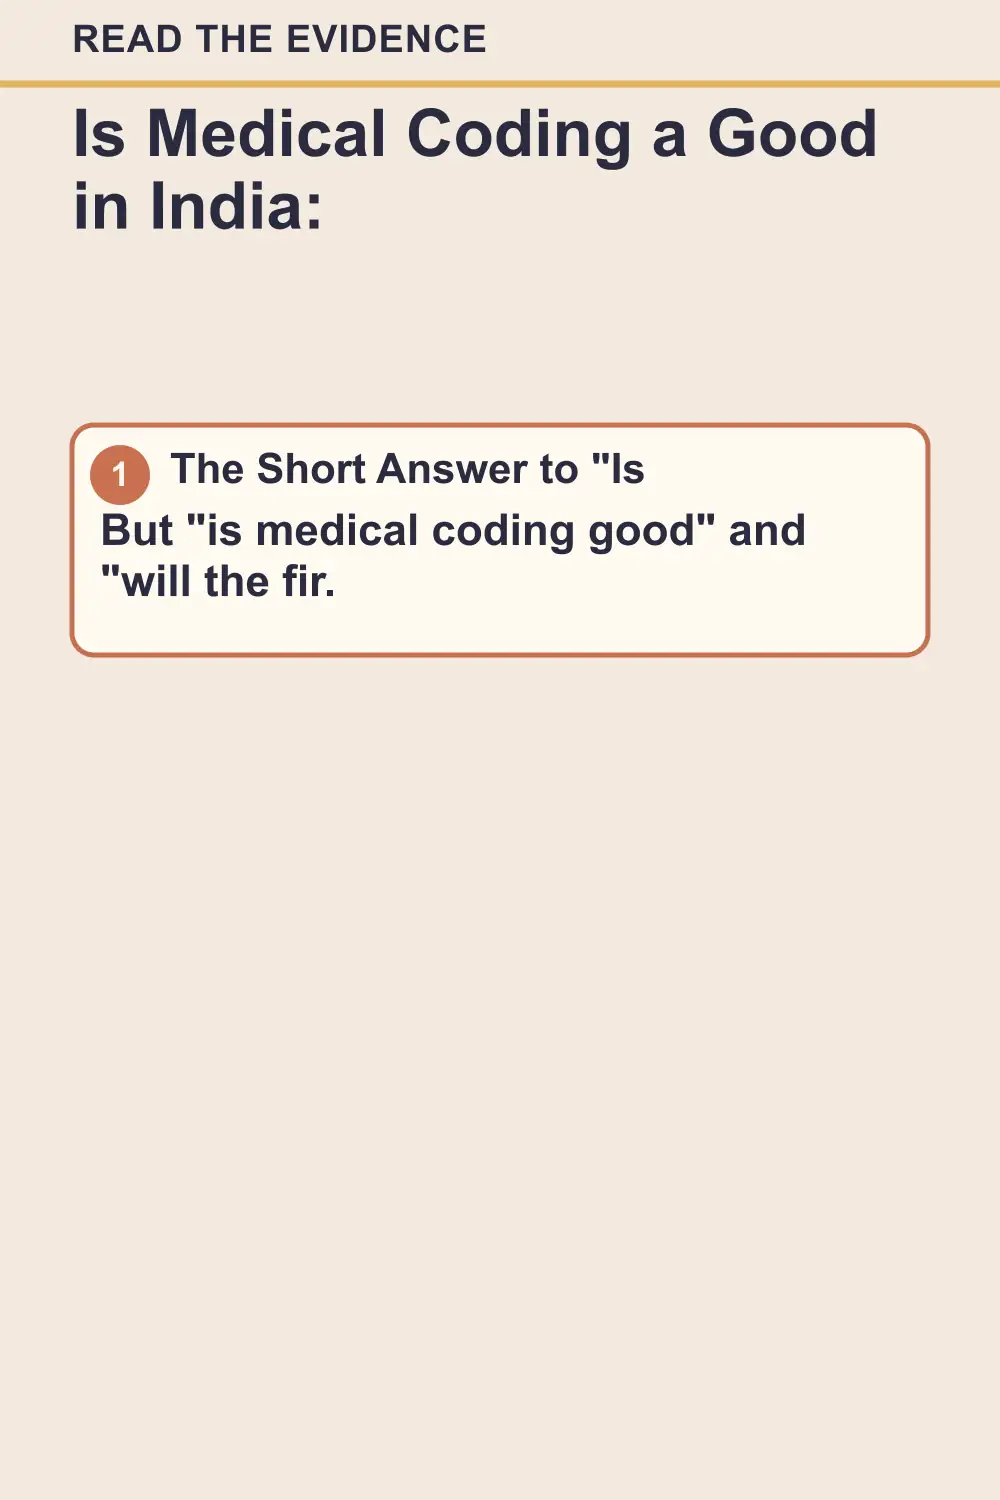 READ THE EVIDENCE
Is Medical Coding a Good
in India:
1 The Short Answer to "Is
But "is medical coding good" and
"will the fir.